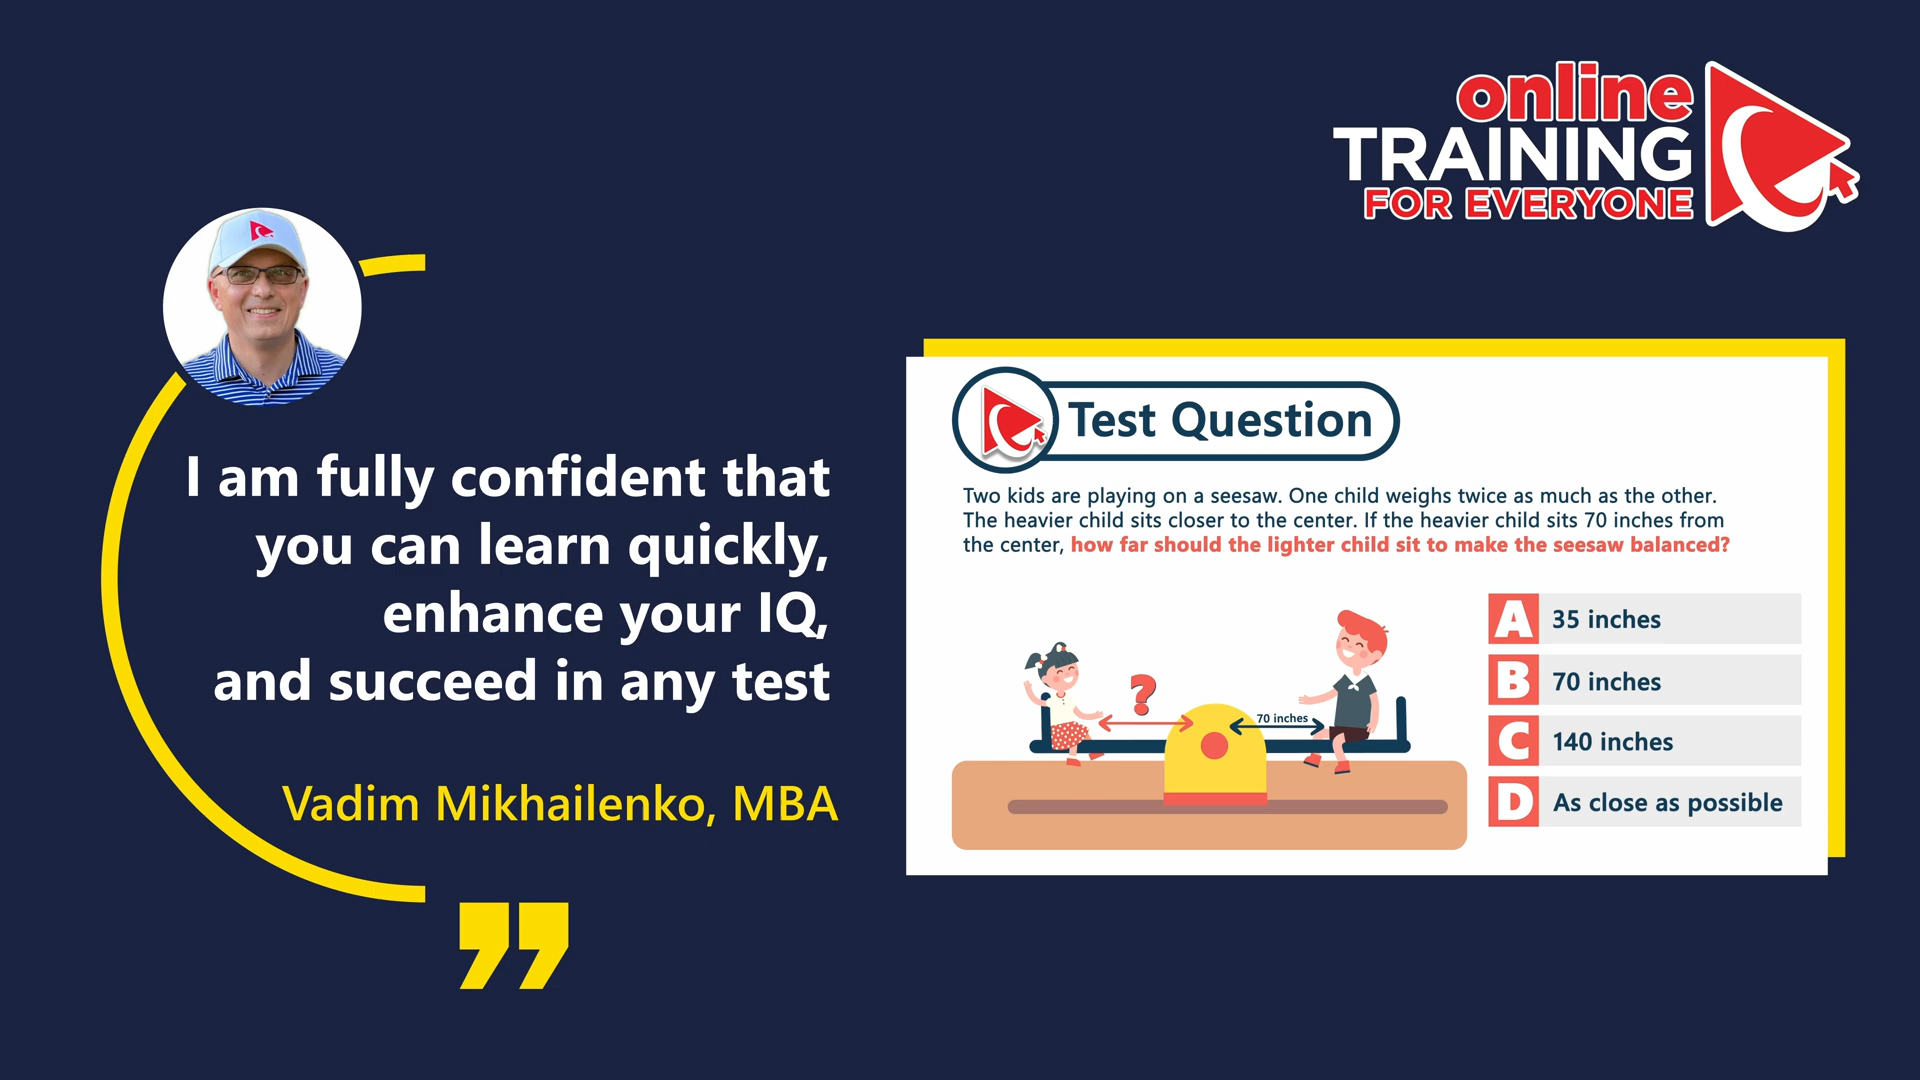 online
TRAINING
FOR EVERYONE
I am fully confident that
you can learn quickly,
enhance your IQ,
and succeed in any test
Vadim Mikhailenko, MBA
”
Test Question
Two kids are playing on a seesaw. One child weighs twice as much as the other.
The heavier child sits closer to the center. If the heavier child sits 70 inches from
the center, how far should the lighter child sit to make the seesaw balanced?
?
70 inches
A 35 inches
B 70 inches
C 140 inches
D As close as possible